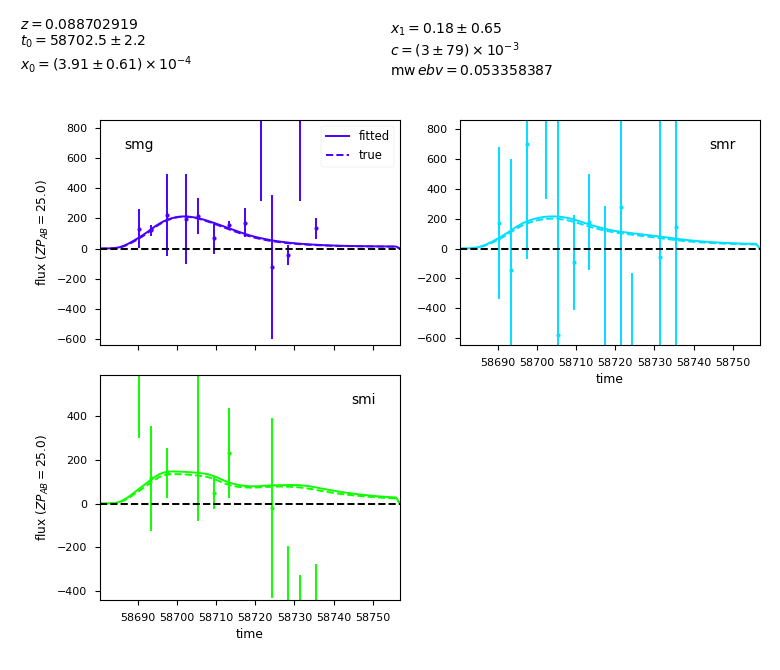 z = 0.088702919
t₀ = 58702.5 ± 2.2
x₀ = (3.91 ± 0.61) × 10⁻⁴
x₁ = 0.18 ± 0.65
c = (3 ± 79) × 10⁻³
mw ebv = 0.053358387
smg
fitted
true
800
600
400
200
0
−200
−400
−600
flux (ZP_AB = 25.0)
smr
800
600
400
200
0
−200
−400
−600
58690 58700 58710 58720 58730 58740 58750
time
smi
400
200
0
−200
−400
flux (ZP_AB = 25.0)
58690 58700 58710 58720 58730 58740 58750
time